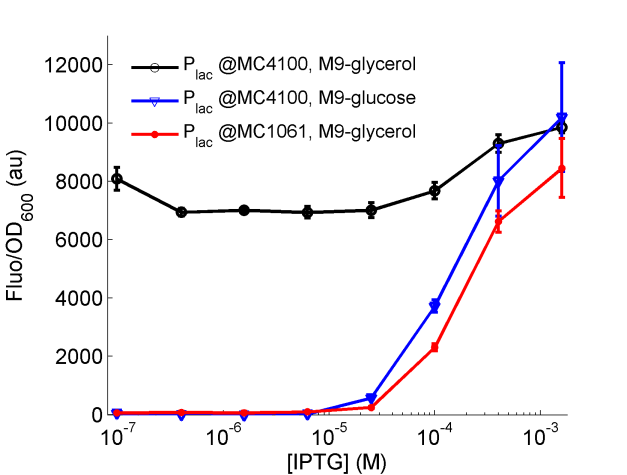 P_lac @MC4100, M9-glycerol
P_lac @MC4100, M9-glucose
P_lac @MC1061, M9-glycerol
12000
10000
8000
6000
4000
2000
0
Fluo/OD_600 (au)
10^-7 10^-6 10^-5 10^-4 10^-3
[IPTG] (M)